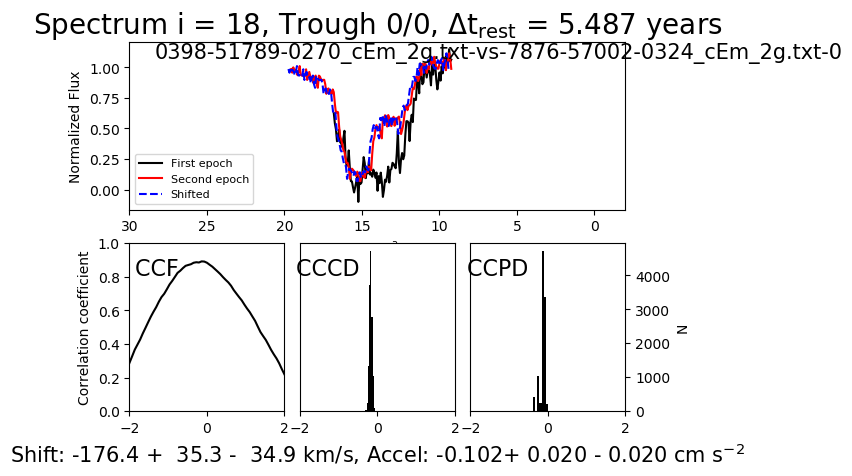 Spectrum i = 18, Trough 0/0, Δt_rest = 5.487 years
0398-51789-0270_cEm_2g.txt-vs-7876-57002-0324_cEm_2g.txt-0
Normalized Flux
1.00
0.75
0.50
0.25
0.00
First epoch
Second epoch
Shifted
30 25 20 15 10 5 0
Correlation coefficient
1.0
0.8
0.6
0.4
0.2
0.0
CCF
CCCD
CCPD
4000
3000
2000
1000
0
N
−2 0 2
−2 0 2
−2 0 2
Shift: -176.4 + 35.3 - 34.9 km/s, Accel: -0.102+ 0.020 - 0.020 cm s⁻²